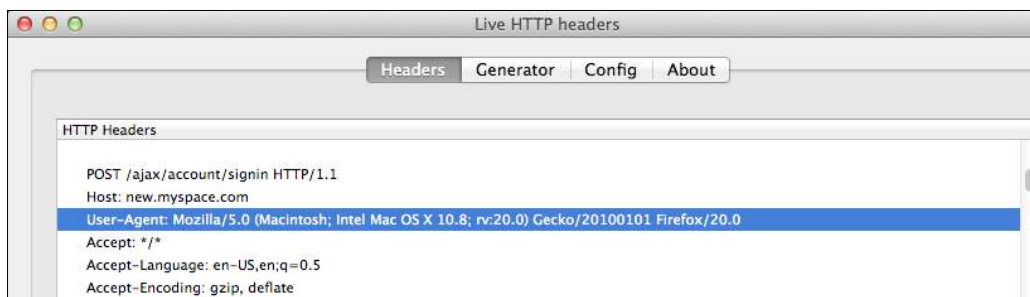 Live HTTP headers
Headers Generator Config About
HTTP Headers
POST /ajax/account/signin HTTP/1.1
Host: new.myspace.com
User-Agent: Mozilla/5.0 (Macintosh; Intel Mac OS X 10.8; rv:20.0) Gecko/20100101 Firefox/20.0
Accept: */*
Accept-Language: en-US,en;q=0.5
Accept-Encoding: gzip, deflate